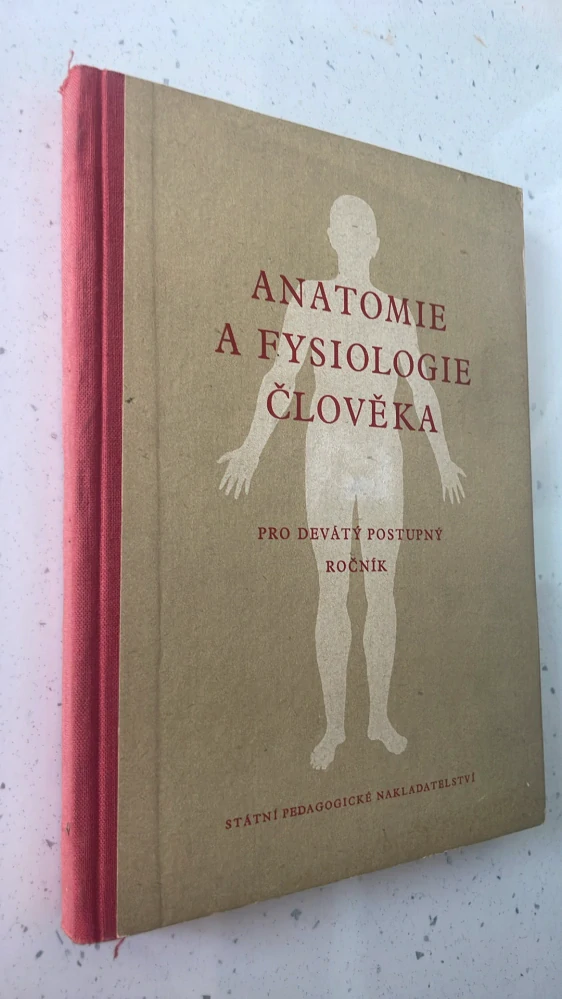 ANATOMIE
A FYSIOLOGIE
ČLOVĚKA
PRO DEVÁTÝ POSTUPNÝ
ROČNÍK
STÁTNÍ PEDAGOGICKÉ NAKLADATELSTVÍ